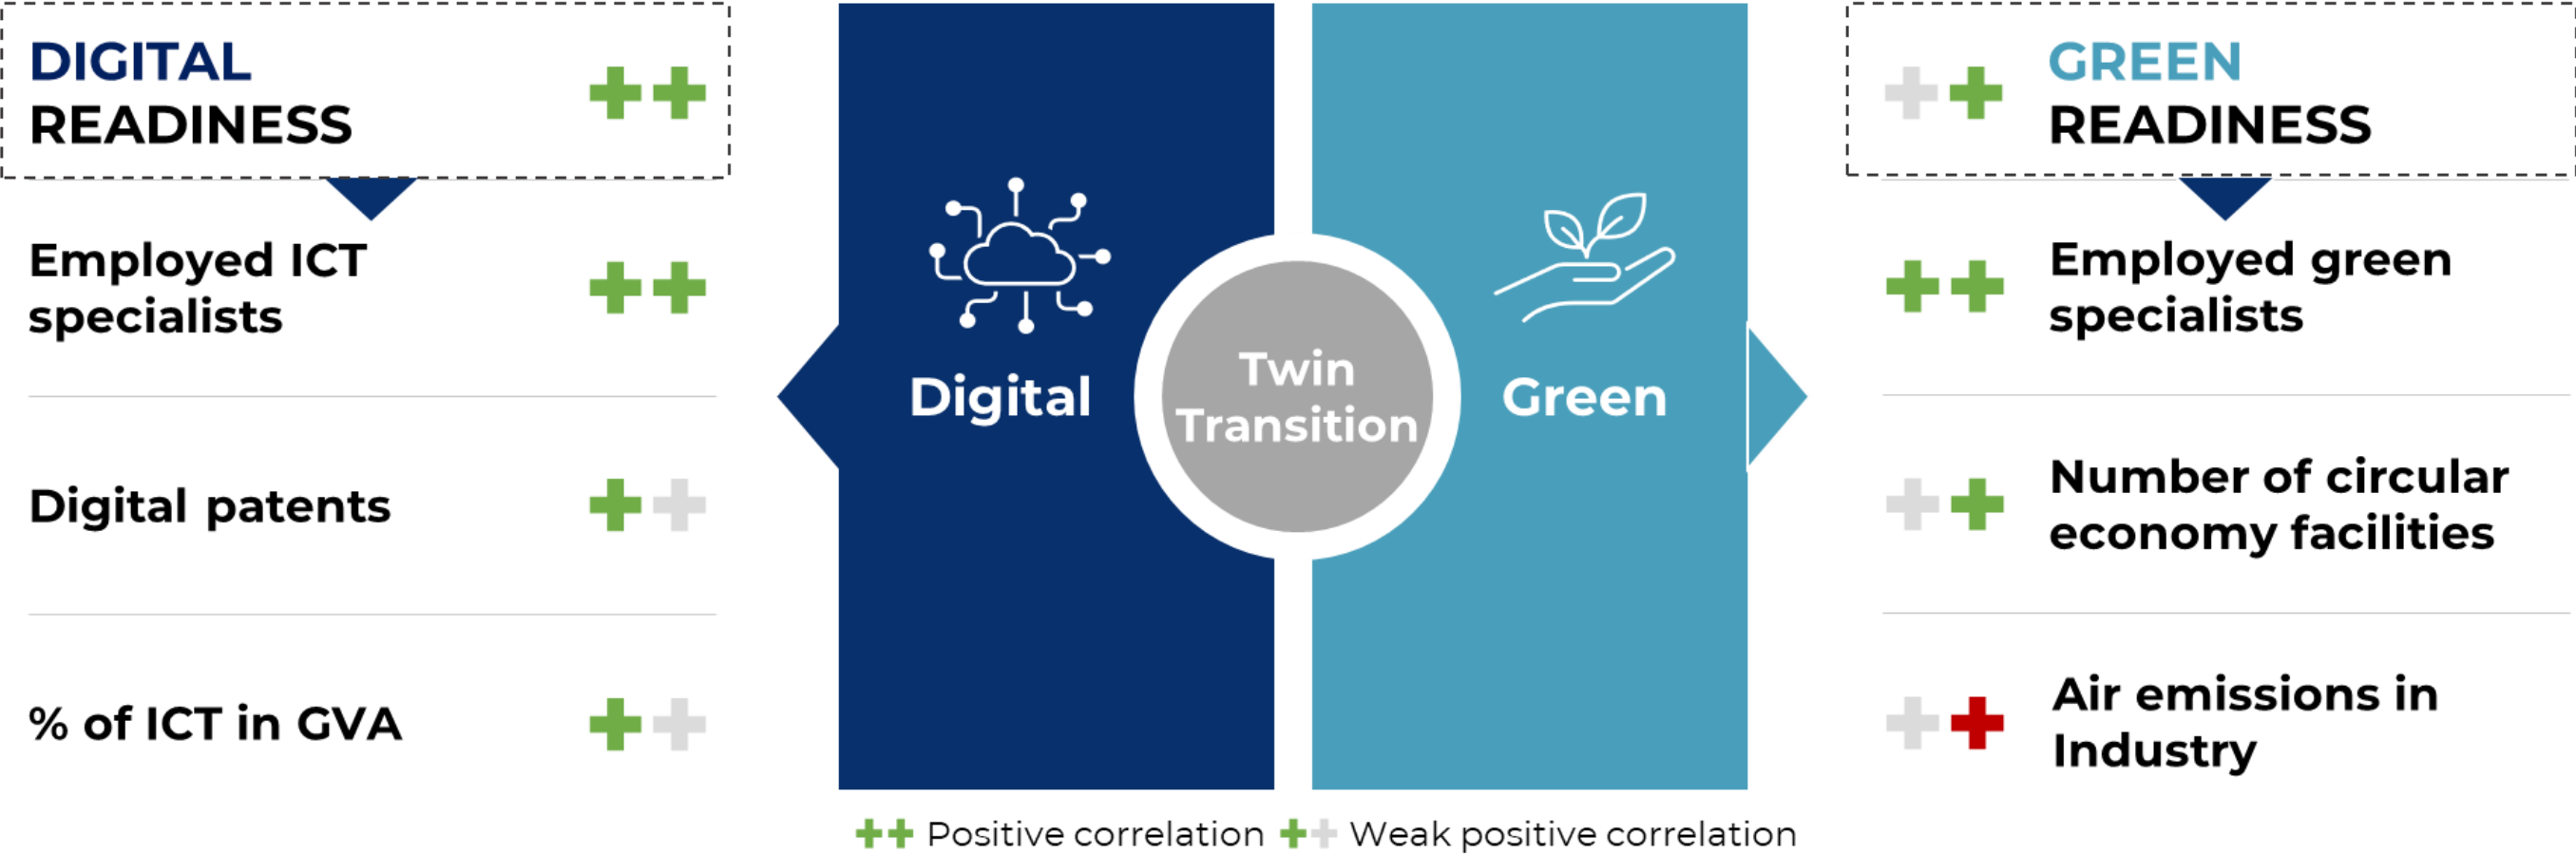 DIGITAL
READINESS
Employed ICT
specialists
Digital patents
% of ICT in GVA
Digital
Twin
Transition
Green
GREEN
READINESS
Employed green
specialists
Number of circular
economy facilities
Air emissions in
Industry
Positive correlation
Weak positive correlation